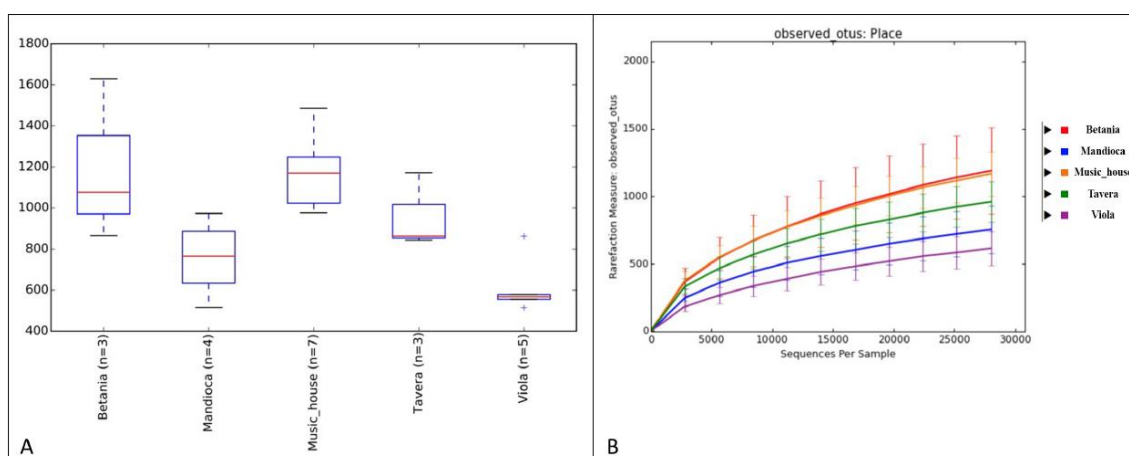 1800
1600
1400
1200
1000
800
600
400
Betania (n=3)
Mandioca (n=4)
Music_house (n=7)
Tavera (n=3)
Viola (n=5)
A
observed_otus: Place
Rarefaction Measure: observed_otus
2000
1500
1000
500
0
0 5000 10000 15000 20000 25000 30000
Sequences Per Sample
Betania
Mandioca
Music_house
Tavera
Viola
B